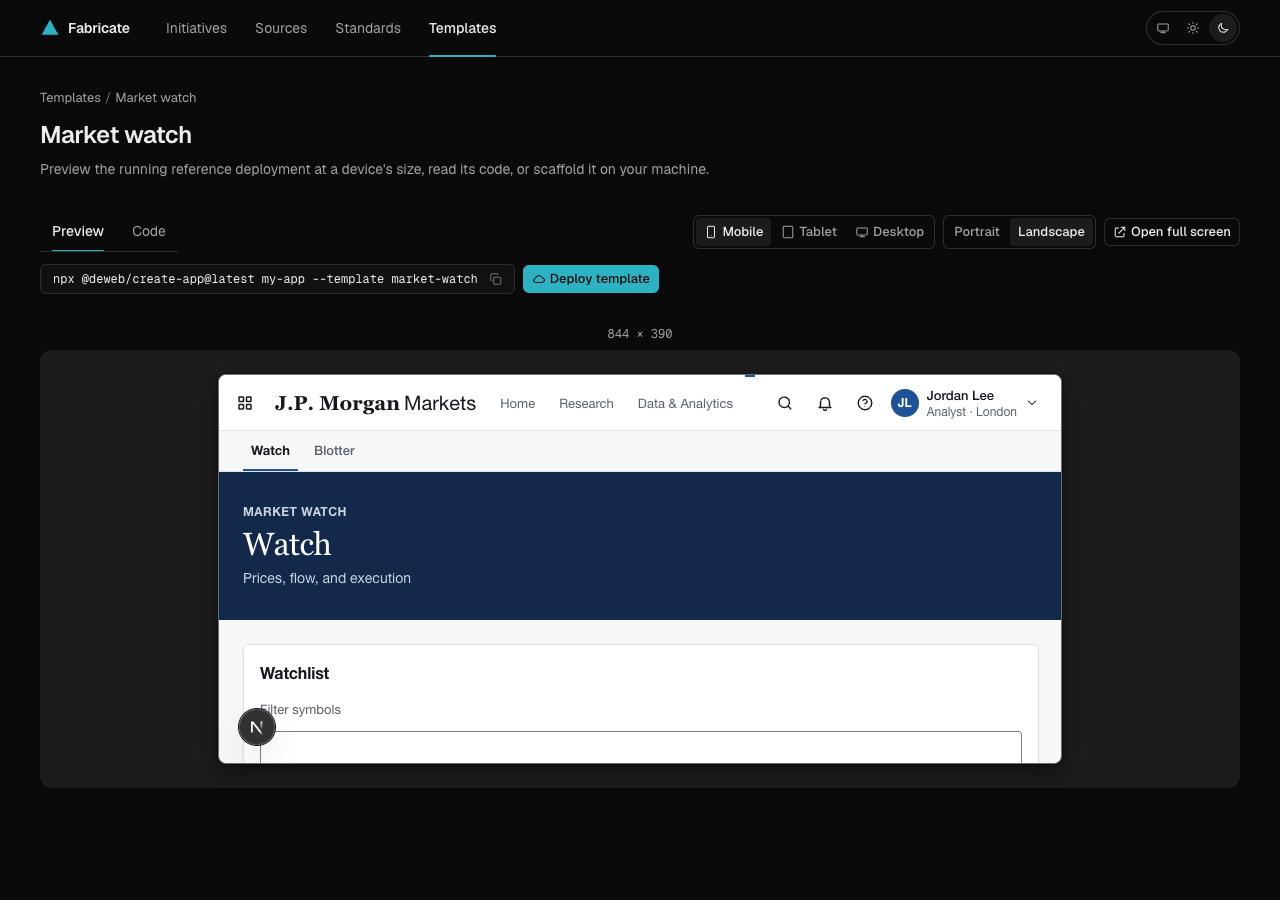 Fabricate Initiatives Sources Standards Templates
Templates / Market watch
Market watch
Preview the running reference deployment at a device's size, read its code, or scaffold it on your machine.
Preview Code Mobile Tablet Desktop Portrait Landscape Open full screen
npx @deweb/create-app@latest my-app --template market-watch Deploy template
844 × 390
J.P. Morgan Markets Home Research Data & Analytics JL Jordan Lee
Analyst · London
Watch Blotter
MARKET WATCH
Watch
Prices, flow, and execution
Watchlist
Filter symbols
N